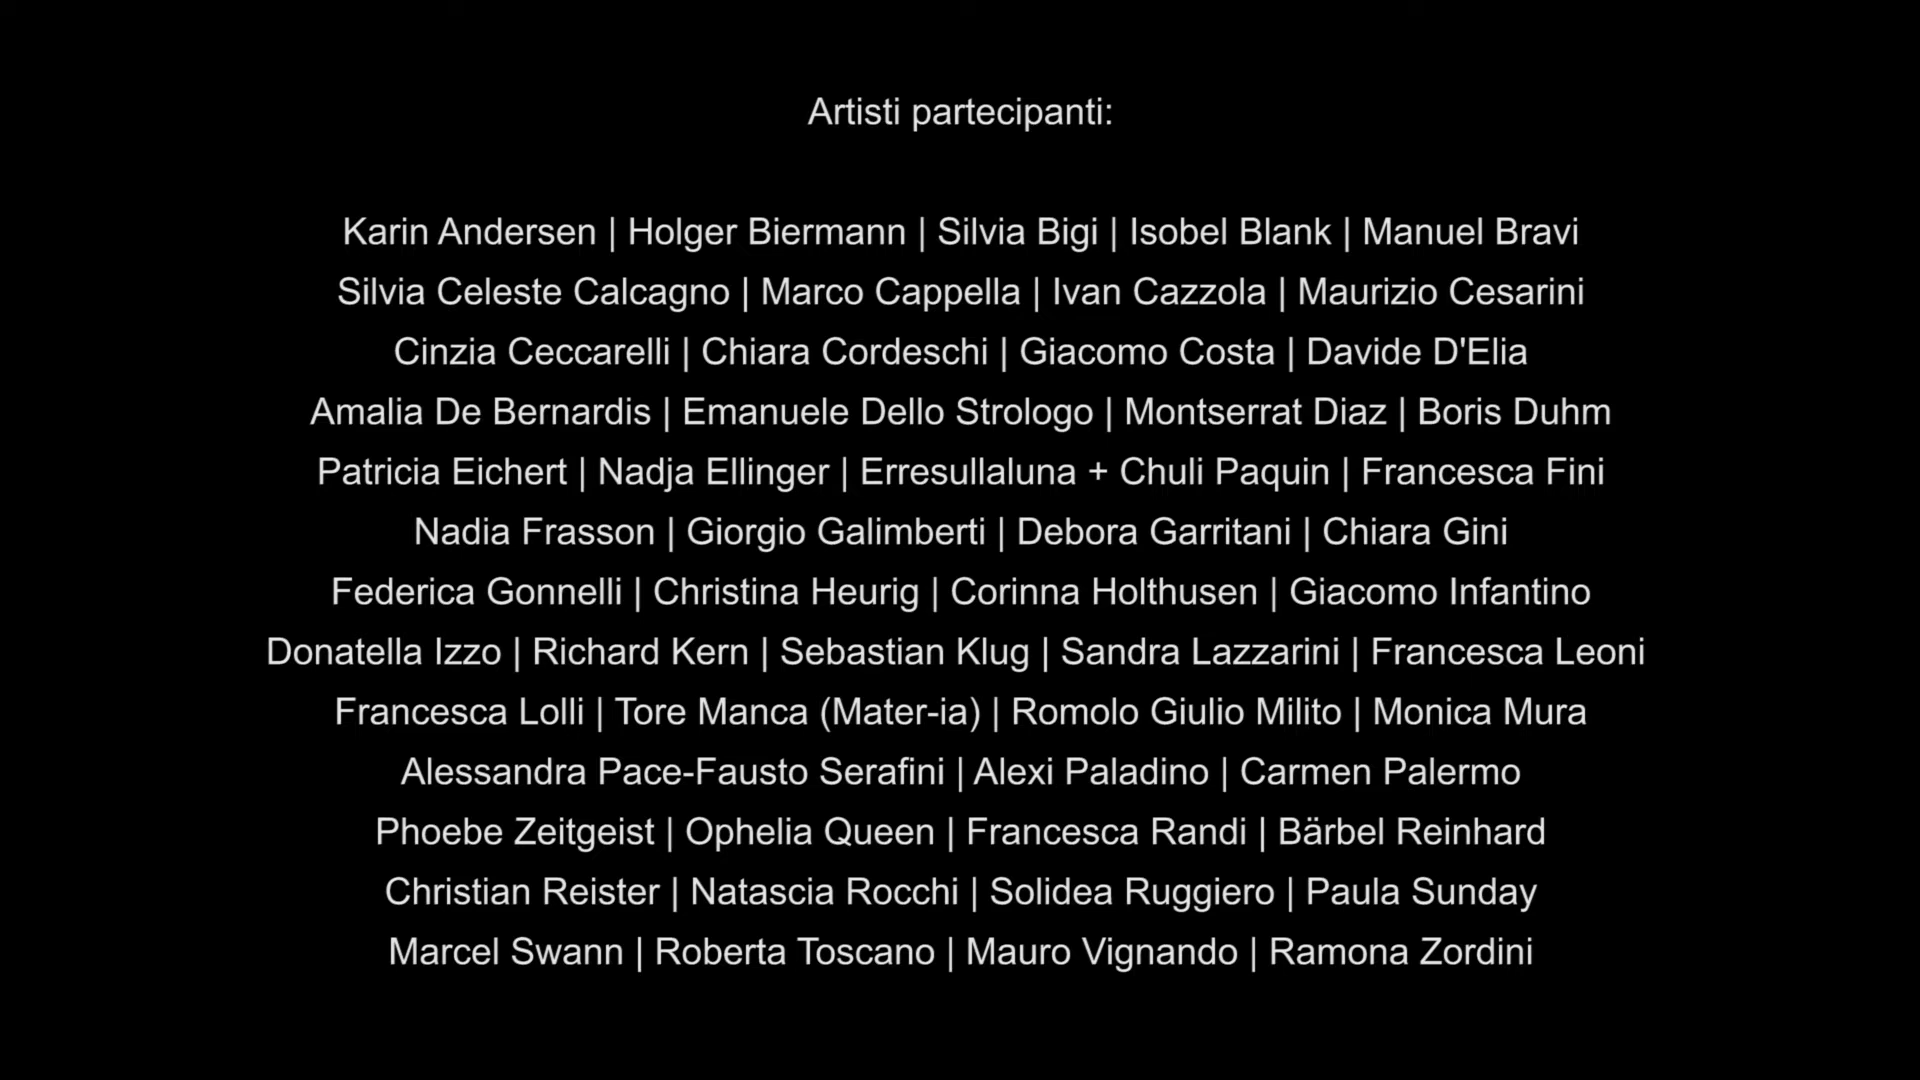 Artisti partecipanti:
Karin Andersen | Holger Biermann | Silvia Bigi | Isobel Blank | Manuel Bravi
Silvia Celeste Calcagno | Marco Cappella | Ivan Cazzola | Maurizio Cesarini
Cinzia Ceccarelli | Chiara Cordeschi | Giacomo Costa | Davide D'Elia
Amalia De Bernardis | Emanuele Dello Strologo | Montserrat Diaz | Boris Duhm
Patricia Eichert | Nadja Ellinger | Erresullaluna + Chuli Paquin | Francesca Fini
Nadia Frasson | Giorgio Galimberti | Debora Garritani | Chiara Gini
Federica Gonnelli | Christina Heurig | Corinna Holthusen | Giacomo Infantino
Donatella Izzo | Richard Kern | Sebastian Klug | Sandra Lazzarini | Francesca Leoni
Francesca Lolli | Tore Manca (Mater-ia) | Romolo Giulio Milito | Monica Mura
Alessandra Pace-Fausto Serafini | Alexi Paladino | Carmen Palermo
Phoebe Zeitgeist | Ophelia Queen | Francesca Randi | Bärbel Reinhard
Christian Reister | Natascia Rocchi | Solidea Ruggiero | Paula Sunday
Marcel Swann | Roberta Toscano | Mauro Vignando | Ramona Zordini